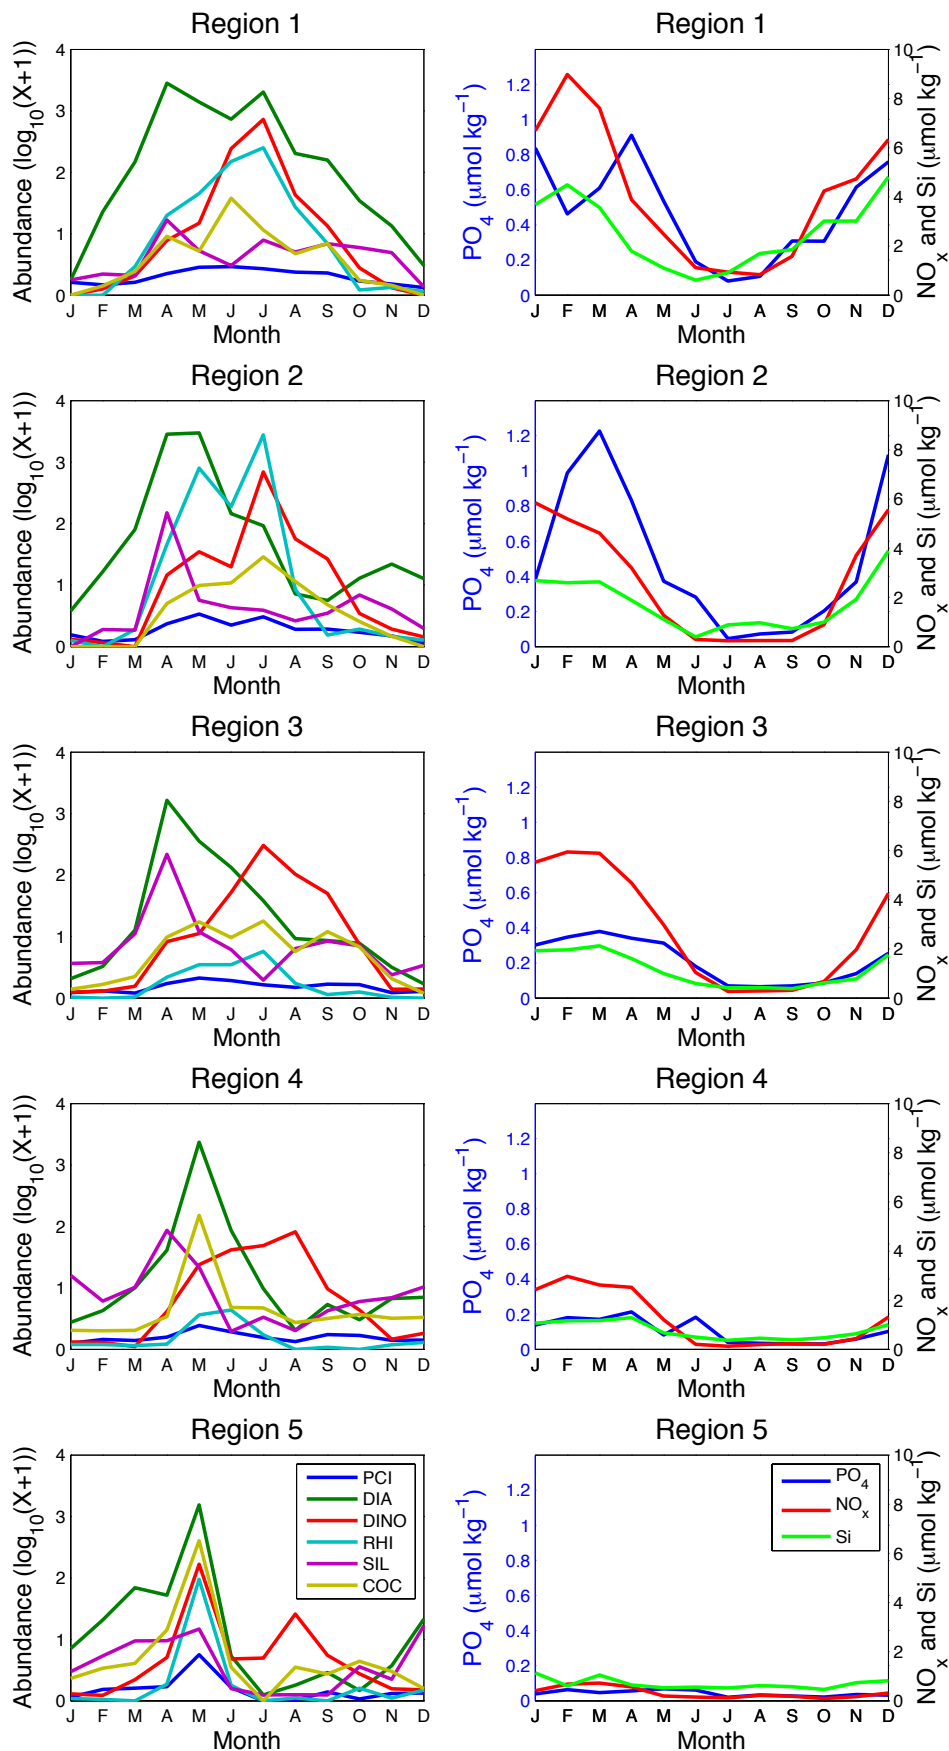 Region 1
Abundance (log10(X+1))
4
3
2
1
0
J F M A M J J A S O N D
Month
Region 1
PO4 (μmol kg−1)
1.2
1
0.8
0.6
0.4
0.2
0
10
8
6
4
2
0
NOx and Si (μmol kg−1)
J F M A M J J A S O N D
Month
Region 2
Abundance (log10(X+1))
4
3
2
1
0
J F M A M J J A S O N D
Month
Region 2
PO4 (μmol kg−1)
1.2
1
0.8
0.6
0.4
0.2
0
10
8
6
4
2
0
NOx and Si (μmol kg−1)
J F M A M J J A S O N D
Month
Region 3
Abundance (log10(X+1))
4
3
2
1
0
J F M A M J J A S O N D
Month
Region 3
PO4 (μmol kg−1)
1.2
1
0.8
0.6
0.4
0.2
0
10
8
6
4
2
0
NOx and Si (μmol kg−1)
J F M A M J J A S O N D
Month
Region 4
Abundance (log10(X+1))
4
3
2
1
0
J F M A M J J A S O N D
Month
Region 4
PO4 (μmol kg−1)
1.2
1
0.8
0.6
0.4
0.2
0
10
8
6
4
2
0
NOx and Si (μmol kg−1)
J F M A M J J A S O N D
Month
Region 5
Abundance (log10(X+1))
4
3
2
1
0
PCI
DIA
DINO
RHI
SIL
COC
J F M A M J J A S O N D
Month
Region 5
PO4 (μmol kg−1)
1.2
1
0.8
0.6
0.4
0.2
0
PO4
NOx
Si
10
8
6
4
2
0
NOx and Si (μmol kg−1)
J F M A M J J A S O N D
Month